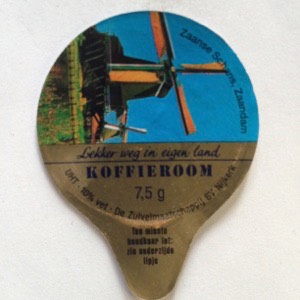 Zaanse Schans, Zaandam
Lekker weg in eigen land
KOFFIEROOM
7,5 g
UHT · 10% vet · De Zuivelmaatschappij BV Nijkerk
Ten minste
houdbaar tot:
zie onderzijde
lipje